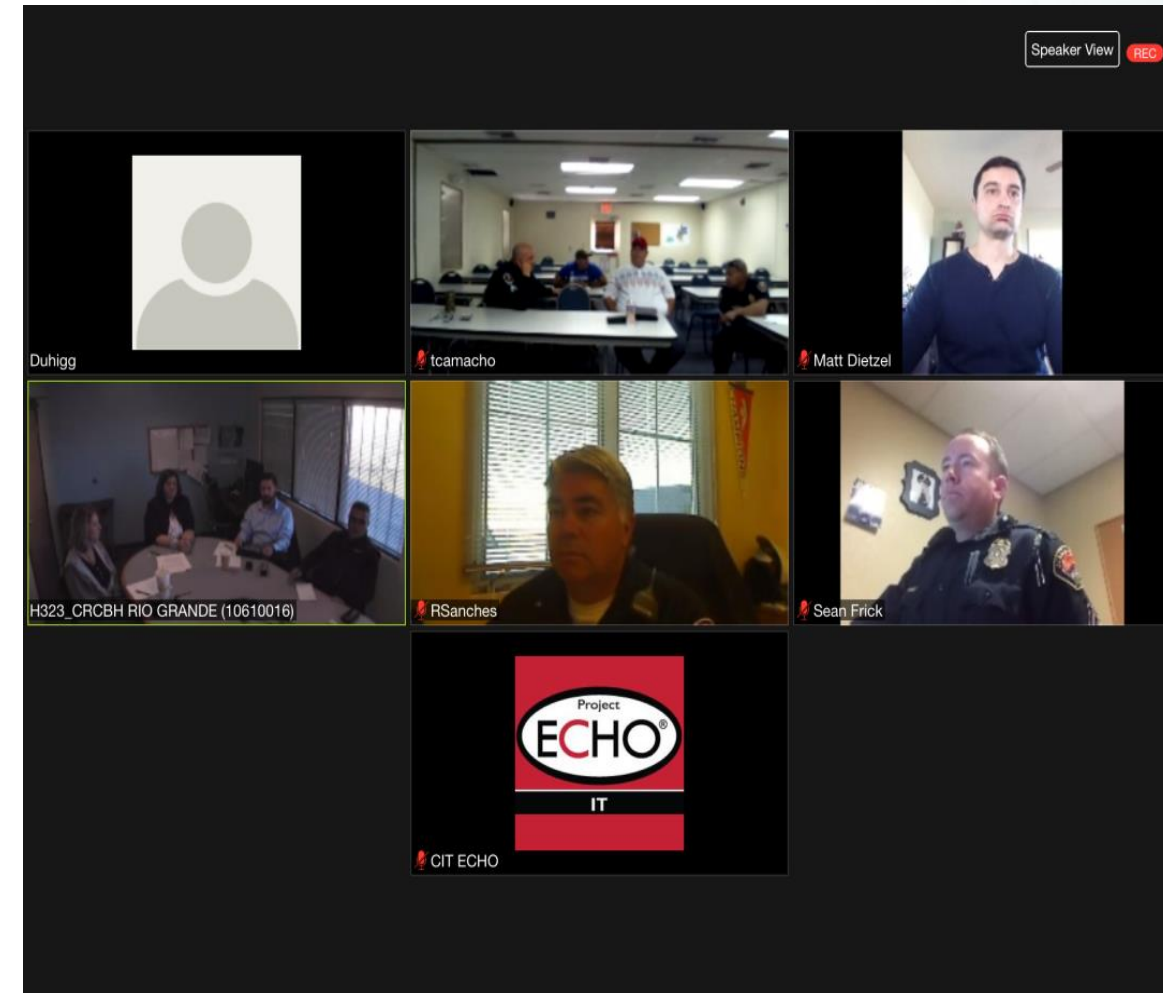 Speaker View
REC
Duhigg
tcamacho
Matt Dietzel
H323_CRCBH RIO GRANDE (10610016)
RSanches
Sean Frick
Project
ECHO®
IT
CIT ECHO